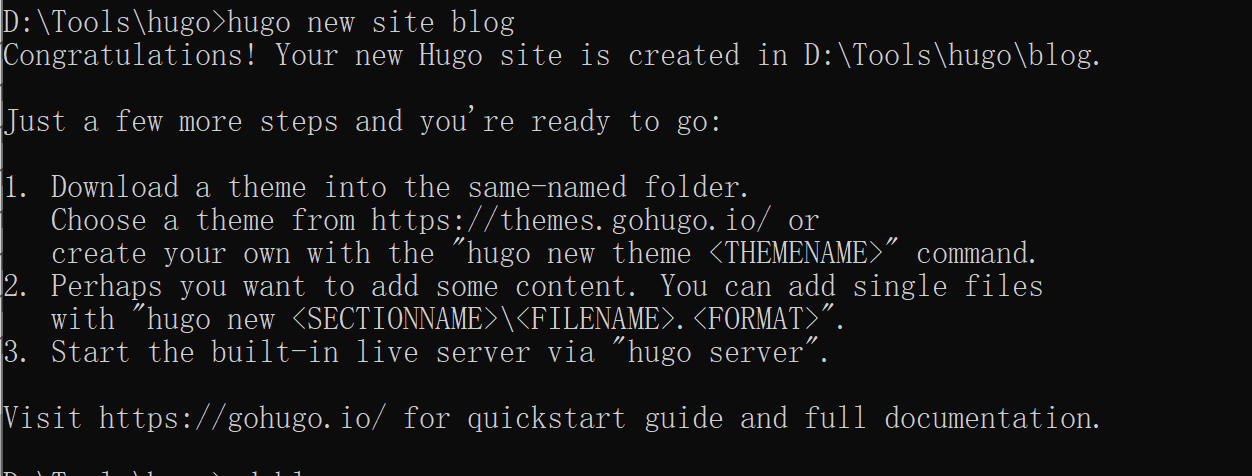 D:\Tools\hugo>hugo new site blog
Congratulations! Your new Hugo site is created in D:\Tools\hugo\blog.
Just a few more steps and you're ready to go:
1. Download a theme into the same-named folder.
   Choose a theme from https://themes.gohugo.io/ or
   create your own with the "hugo new theme <THEMENAME>" command.
2. Perhaps you want to add some content. You can add single files
   with "hugo new <SECTIONNAME>\<FILENAME>.<FORMAT>".
3. Start the built-in live server via "hugo server".
Visit https://gohugo.io/ for quickstart guide and full documentation.